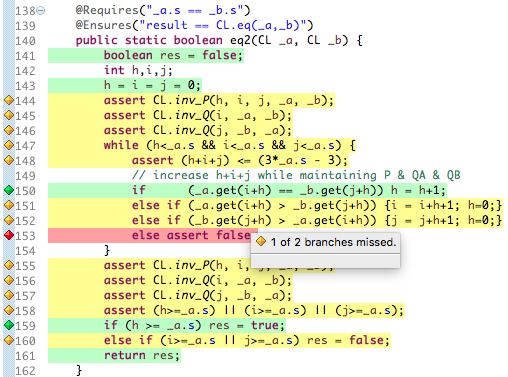 138 @Requires("_a.s == _b.s")
139 @Ensures("result == CL.eq(_a,_b)")
140 public static boolean eq2(CL _a, CL _b) {
141 boolean res = false;
142 int h,i,j;
143 h = i = j = 0;
144 assert CL.inv_P(h, i, j, _a, _b);
145 assert CL.inv_Q(i, _a, _b);
146 assert CL.inv_Q(j, _b, _a);
147 while (h<_a.s && i<_a.s && j<_a.s) {
148 assert (h+i+j) <= (3*_a.s - 3);
149 // increase h+i+j while maintaining P & QA & QB
150 if (_a.get(i+h) == _b.get(j+h)) h = h+1;
151 else if (_a.get(i+h) > _b.get(j+h)) {i = i+h+1; h=0;}
152 else if (_b.get(j+h) > _a.get(i+h)) {j = j+h+1; h=0;}
153 else assert false
1 of 2 branches missed.
154 }
155 assert CL.inv_P(h, i, j, _a, _b);
156 assert CL.inv_Q(i, _a, _b);
157 assert CL.inv_Q(j, _b, _a);
158 assert (h>=_a.s) || (i>=_a.s) || (j>=_a.s);
159 if (h >= _a.s) res = true;
160 else if (i>=_a.s || j>=_a.s) res = false;
161 return res;
162 }